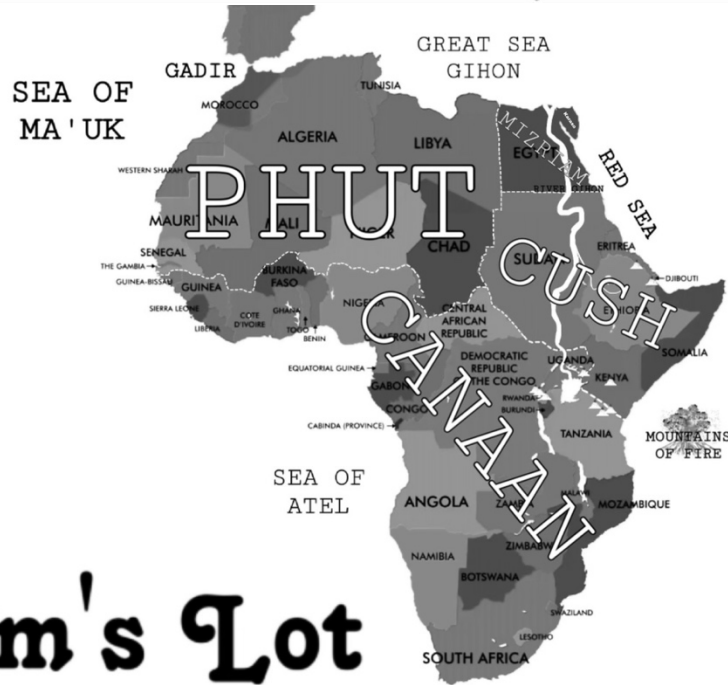 GREAT SEA
GIHON
GADIR
SEA OF
MA'UK
TUNISIA
MOROCCO
ALGERIA
LIBYA
EGYPT
MIZRIAM
RIVER GIHON
RED SEA
WESTERN SHARAH
PHUT
MAURITANIA
MALI
NIGER
CHAD
SUDA
CUSH
ERITREA
DJIBOUTI
SENEGAL
THE GAMBIA
GUINEA-BISSAU
GUINEA
BURKINA
FASO
SIERRA LEONE
LIBERIA
COTE
D'IVOIRE
GHANA
TOGO
BENIN
NIGERIA
CANAAN
CAMEROON
CENTRAL
AFRICAN
REPUBLIC
ETHIOPIA
SOMALIA
EQUATORIAL GUINEA
GABON
CONGO
DEMOCRATIC
REPUBLIC
THE CONGO
UGANDA
KENYA
RWANDA
BURUNDI
CABINDA (PROVINCE)
TANZANIA
MOUNTAINS
OF FIRE
SEA OF
ATEL
ANGOLA
ZAMBIA
MALAWI
MOZAMBIQUE
NAMIBIA
ZIMBABW
BOTSWANA
SWAZILAND
LESOTHO
SOUTH AFRICA
m's Lot